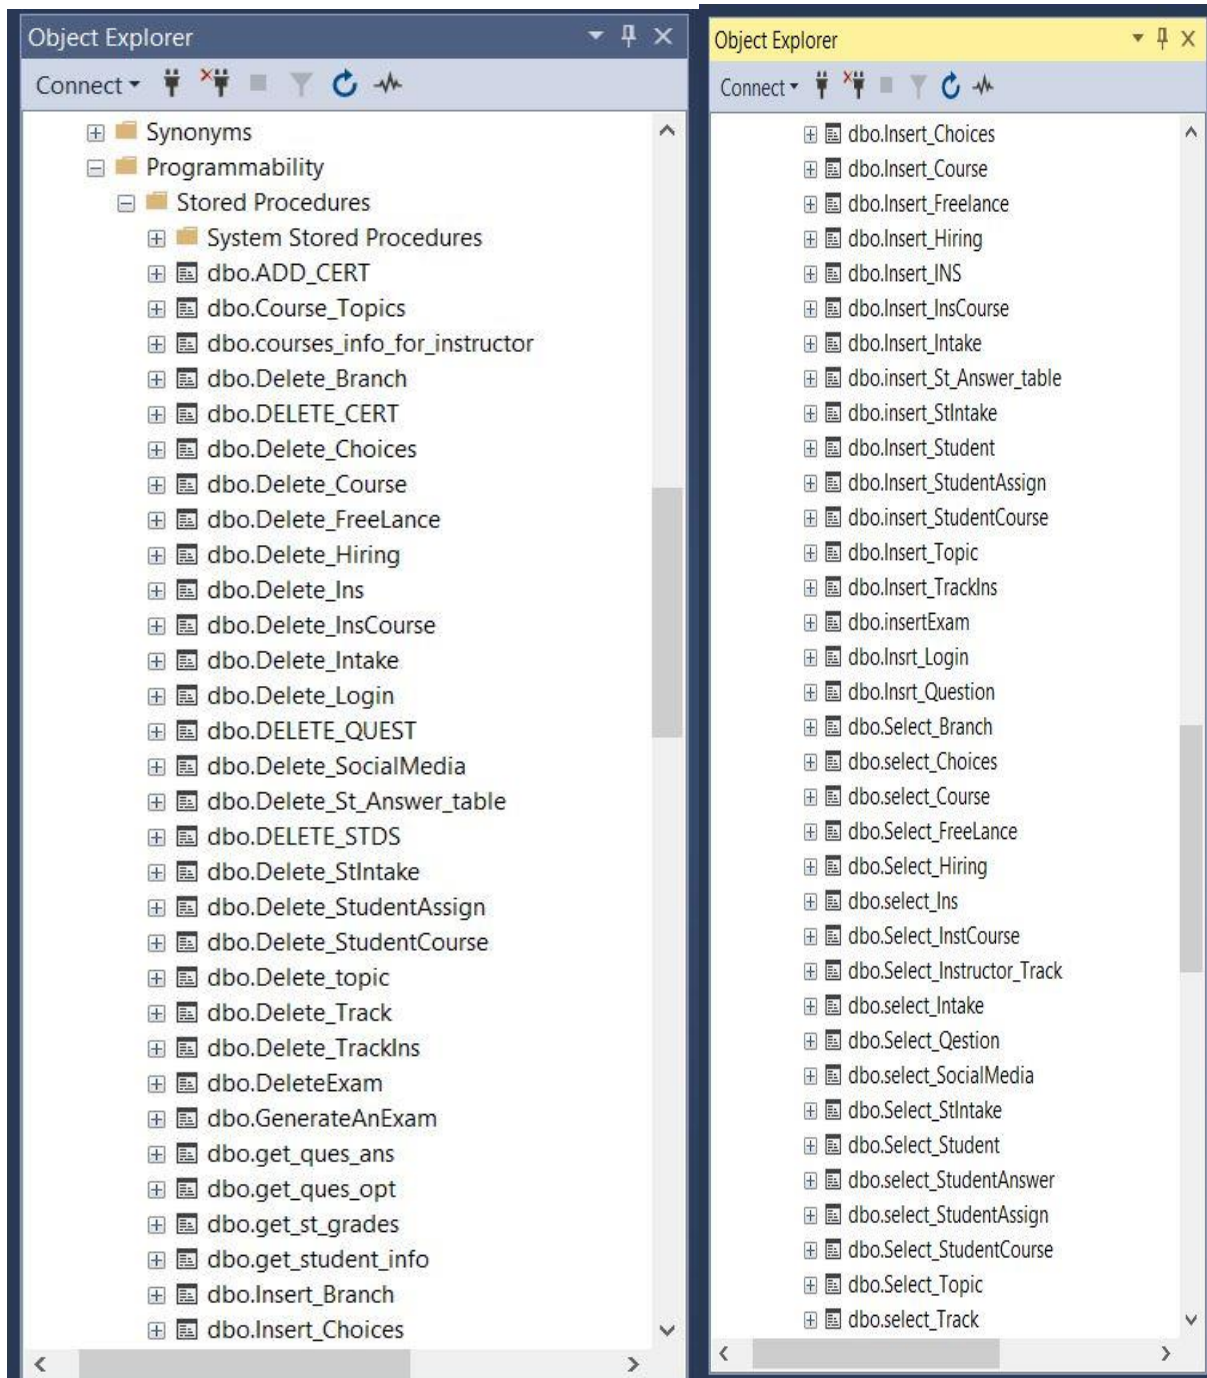 Object Explorer
Connect
Synonyms
Programmability
Stored Procedures
System Stored Procedures
dbo.ADD_CERT
dbo.Course_Topics
dbo.courses_info_for_instructor
dbo.Delete_Branch
dbo.DELETE_CERT
dbo.Delete_Choices
dbo.Delete_Course
dbo.Delete_FreeLance
dbo.Delete_Hiring
dbo.Delete_Ins
dbo.Delete_InsCourse
dbo.Delete_Intake
dbo.Delete_Login
dbo.DELETE_QUEST
dbo.Delete_SocialMedia
dbo.Delete_St_Answer_table
dbo.DELETE_STDS
dbo.Delete_StIntake
dbo.Delete_StudentAssign
dbo.Delete_StudentCourse
dbo.Delete_topic
dbo.Delete_Track
dbo.Delete_TrackIns
dbo.DeleteExam
dbo.GenerateAnExam
dbo.get_ques_ans
dbo.get_ques_opt
dbo.get_st_grades
dbo.get_student_info
dbo.Insert_Branch
dbo.Insert_Choices
Object Explorer
Connect
dbo.Insert_Choices
dbo.Insert_Course
dbo.Insert_Freelance
dbo.Insert_Hiring
dbo.Insert_INS
dbo.Insert_InsCourse
dbo.Insert_Intake
dbo.insert_St_Answer_table
dbo.insert_StIntake
dbo.Insert_Student
dbo.Insert_StudentAssign
dbo.insert_StudentCourse
dbo.Insert_Topic
dbo.Insert_TrackIns
dbo.insertExam
dbo.Insrt_Login
dbo.Insrt_Question
dbo.Select_Branch
dbo.select_Choices
dbo.select_Course
dbo.Select_FreeLance
dbo.Select_Hiring
dbo.select_Ins
dbo.Select_InstCourse
dbo.Select_Instructor_Track
dbo.select_Intake
dbo.Select_Qestion
dbo.select_SocialMedia
dbo.Select_StIntake
dbo.Select_Student
dbo.select_StudentAnswer
dbo.select_StudentAssign
dbo.Select_StudentCourse
dbo.Select_Topic
dbo.select_Track